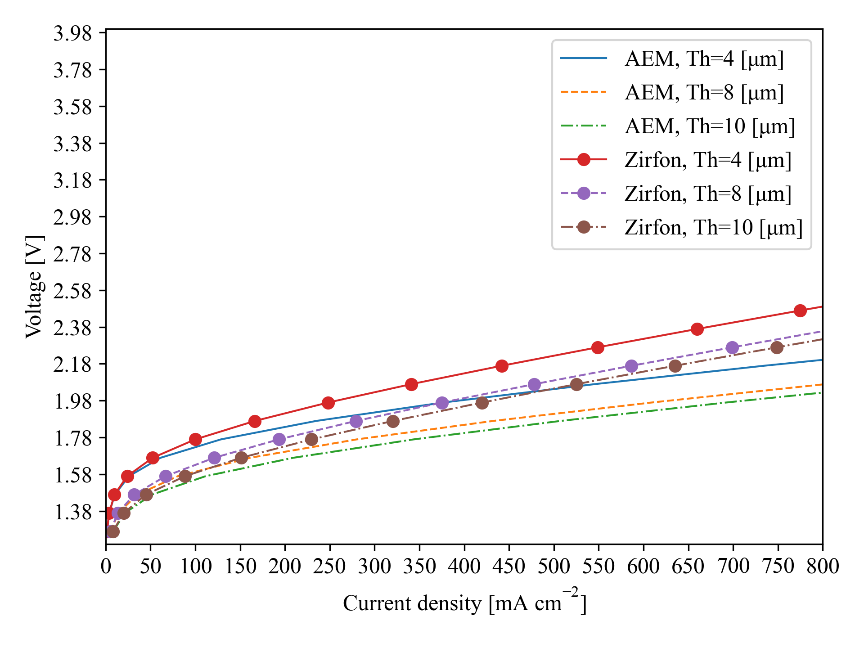 3.98
3.78
3.58
3.38
3.18
2.98
2.78
2.58
2.38
2.18
1.98
1.78
1.58
1.38
Voltage [V]
AEM, Th=4 [μm]
AEM, Th=8 [μm]
AEM, Th=10 [μm]
Zirfon, Th=4 [μm]
Zirfon, Th=8 [μm]
Zirfon, Th=10 [μm]
0 50 100 150 200 250 300 350 400 450 500 550 600 650 700 750 800
Current density [mA cm⁻²]